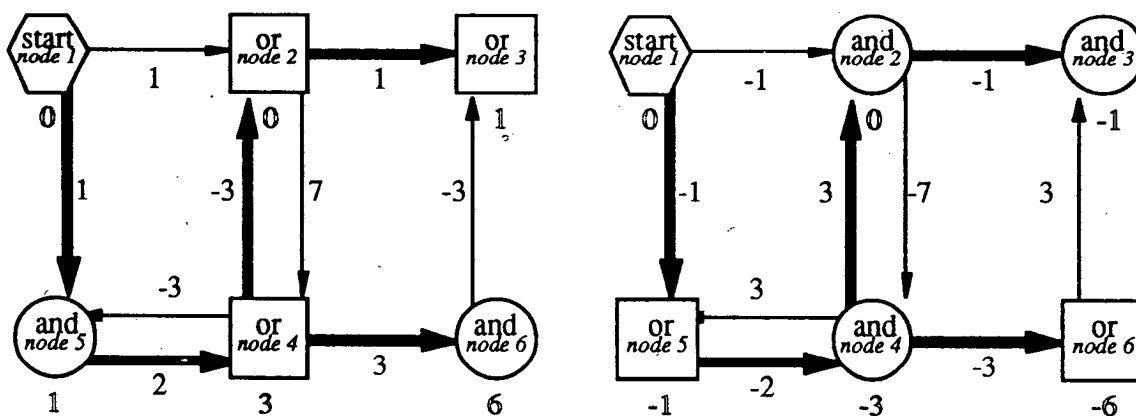 start
node 1
or
node 2
or
node 3
1
1
0
0
1
1
-3
7
-3
-3
and
node 5
or
node 4
and
node 6
2
3
1
3
6
start
node 1
and
node 2
and
node 3
-1
-1
0
0
-1
-1
3
-7
3
3
or
node 5
and
node 4
or
node 6
-2
-3
-1
-3
-6